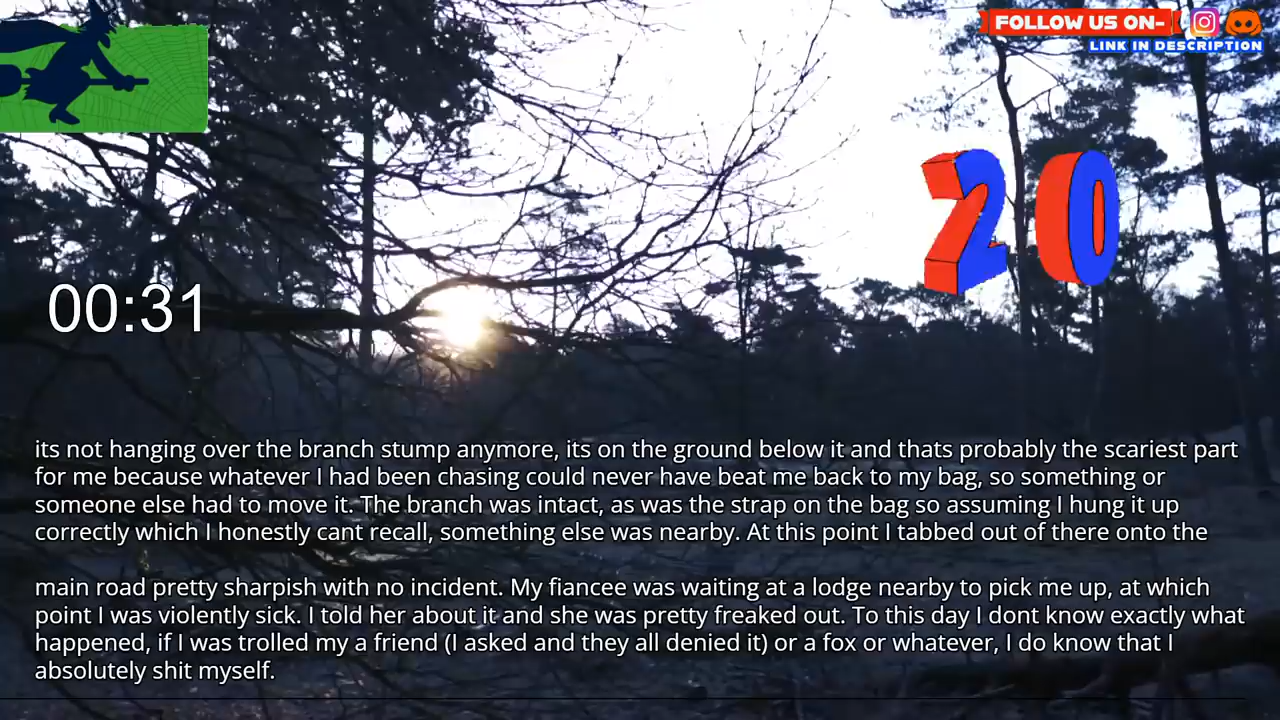 FOLLOW US ON-
LINK IN DESCRIPTION
20
00:31
its not hanging over the branch stump anymore, its on the ground below it and thats probably the scariest part
for me because whatever I had been chasing could never have beat me back to my bag, so something or
someone else had to move it. The branch was intact, as was the strap on the bag so assuming I hung it up
correctly which I honestly cant recall, something else was nearby. At this point I tabbed out of there onto the
main road pretty sharpish with no incident. My fiancee was waiting at a lodge nearby to pick me up, at which
point I was violently sick. I told her about it and she was pretty freaked out. To this day I dont know exactly what
happened, if I was trolled my a friend (I asked and they all denied it) or a fox or whatever, I do know that I
absolutely shit myself.